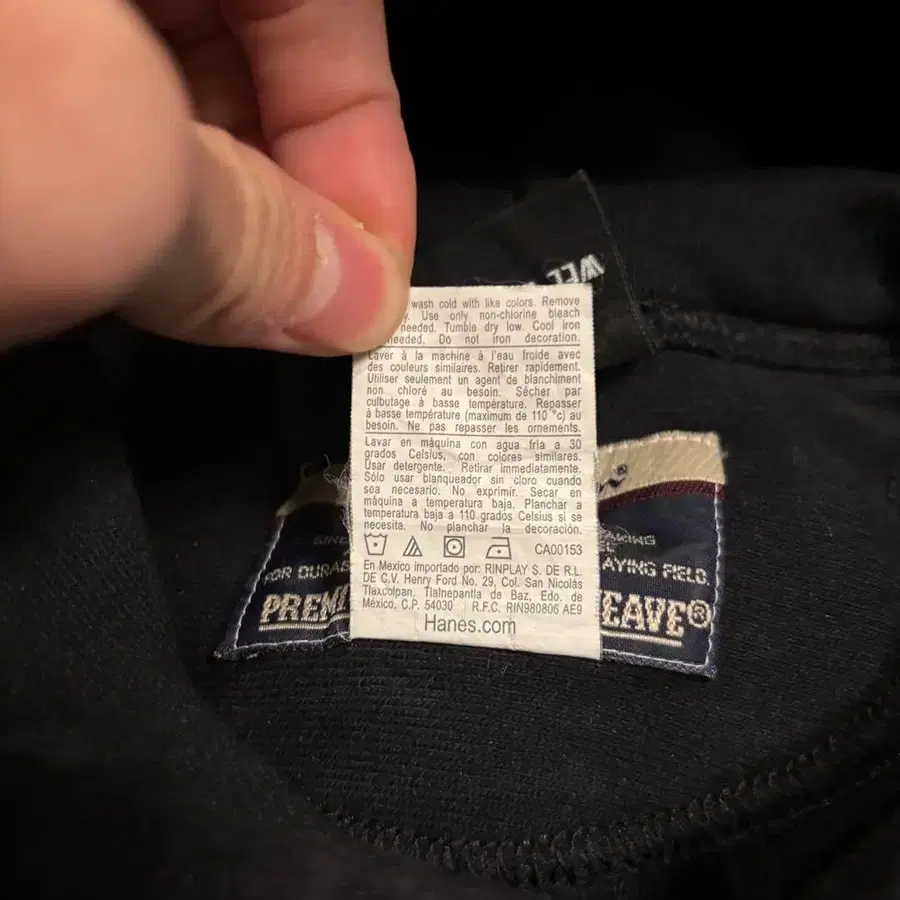 wash cold with like colors. Remove
Use only non-chlorine bleach
needed. Tumble dry low. Cool iron
needed. Do not iron decoration.
Laver à la machine à l'eau froide avec
des couleurs similaires. Retirer rapidement.
Utiliser seulement un agent de blanchiment
non chloré au besoin. Sécher par
culbutage à basse température. Repasser
à basse température (maximum de 110 °c) au
besoin. Ne pas repasser les ornements.
Lavar en máquina con agua fria a 30
grados Celsius, con colores similares.
Usar detergente. Retirar immediatamente.
Sólo usar blanqueador sin cloro cuando
sea necesario. No exprimir. Secar en
máquina a temperatura baja. Planchar a
temperatura baja a 110 grados Celsius si se
necesita. No planchar la decoración.
CA00153
En Mexico importado por: RINPLAY S. DE R.L.
DE C.V. Henry Ford No. 29, Col. San Nicolás
Tlaxcolpan, Tlalnepantla de Baz, Edo. de
México, C.P. 54030 R.F.C. RIN980806 AE9
Hanes.com
FOR DURAB
AYING FIELD.
PREMI
EAVE®